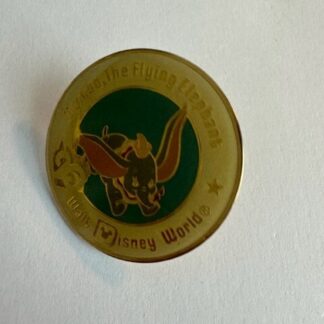 Dumbo, The Flying Elephant
Walt Disney World®